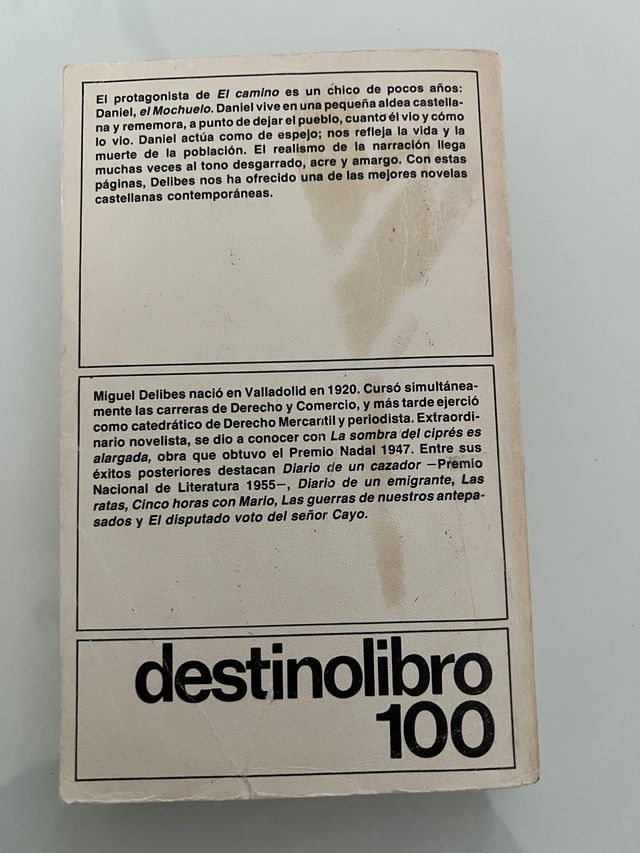 El protagonista de El camino es un chico de pocos años:
Daniel, el Mochuelo. Daniel vive en una pequeña aldea castella-
na y rememora, a punto de dejar el pueblo, cuanto él vio y cómo
lo vio. Daniel actúa como de espejo; nos refleja la vida y la
muerte de la población. El realismo de la narración llega
muchas veces al tono desgarrado, acre y amargo. Con estas
páginas, Delibes nos ha ofrecido una de las mejores novelas
castellanas contemporáneas.
Miguel Delibes nació en Valladolid en 1920. Cursó simultánea-
mente las carreras de Derecho y Comercio, y más tarde ejerció
como catedrático de Derecho Mercantil y periodista. Extraordi-
nario novelista, se dio a conocer con La sombra del ciprés es
alargada, obra que obtuvo el Premio Nadal 1947. Entre sus
éxitos posteriores destacan Diario de un cazador —Premio
Nacional de Literatura 1955—, Diario de un emigrante, Las
ratas, Cinco horas con Mario, Las guerras de nuestros antepa-
sados y El disputado voto del señor Cayo.
destinolibro
100